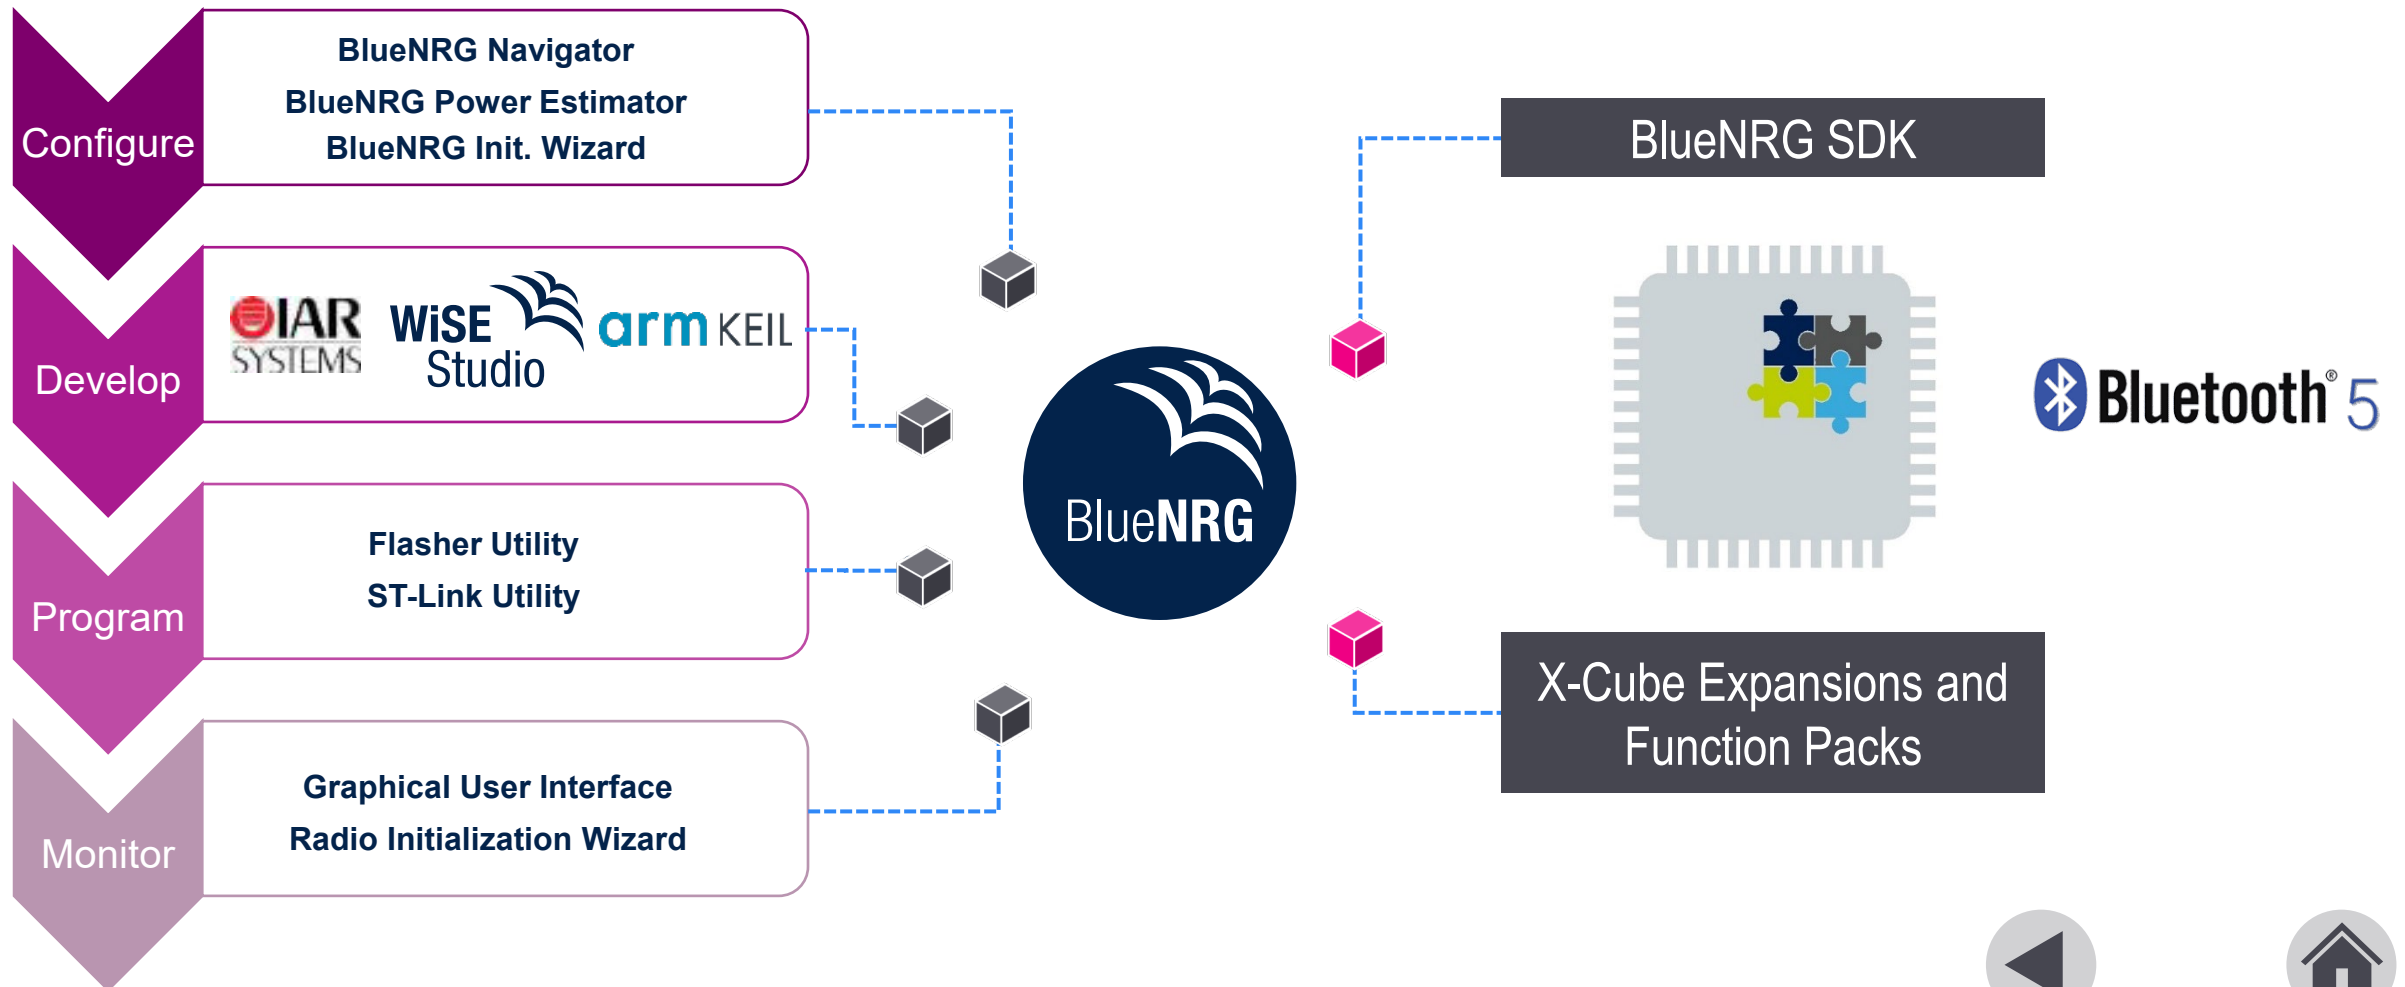 Configure
BlueNRG Navigator
BlueNRG Power Estimator
BlueNRG Init. Wizard
Develop
IAR
SYSTEMS
WiSE
Studio
arm KEIL
Program
Flasher Utility
ST-Link Utility
Monitor
Graphical User Interface
Radio Initialization Wizard
BlueNRG
BlueNRG SDK
Bluetooth® 5
X-Cube Expansions and
Function Packs